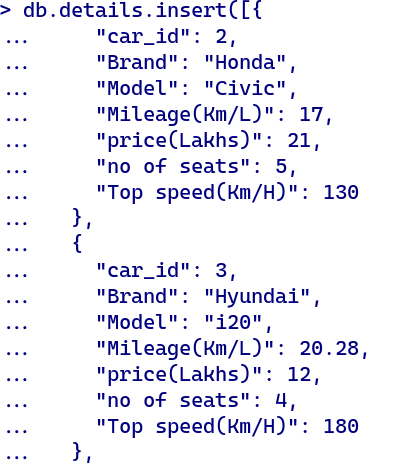 > db.details.insert([{
...      "car_id": 2,
...      "Brand": "Honda",
...      "Model": "Civic",
...      "Mileage(Km/L)": 17,
...      "price(Lakhs)": 21,
...      "no of seats": 5,
...      "Top speed(Km/H)": 130
...    },
...    {
...      "car_id": 3,
...      "Brand": "Hyundai",
...      "Model": "i20",
...      "Mileage(Km/L)": 20.28,
...      "price(Lakhs)": 12,
...      "no of seats": 4,
...      "Top speed(Km/H)": 180
...    },